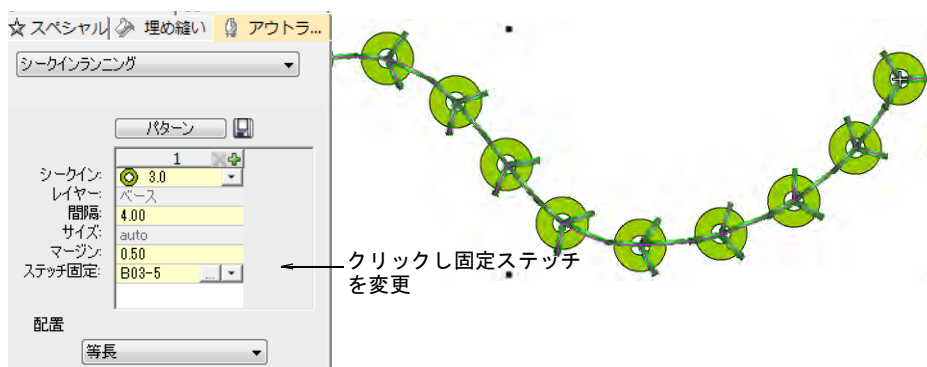 スペシャル 埋め縫い アウトラ...
シークインランニング
パターン
1
シークイン: 3.0
レイヤー: ベース
間隔: 4.00
サイズ: auto
マージン: 0.50
ステッチ固定: B03-5 ...
クリックし固定ステッチ
を変更
配置
等長